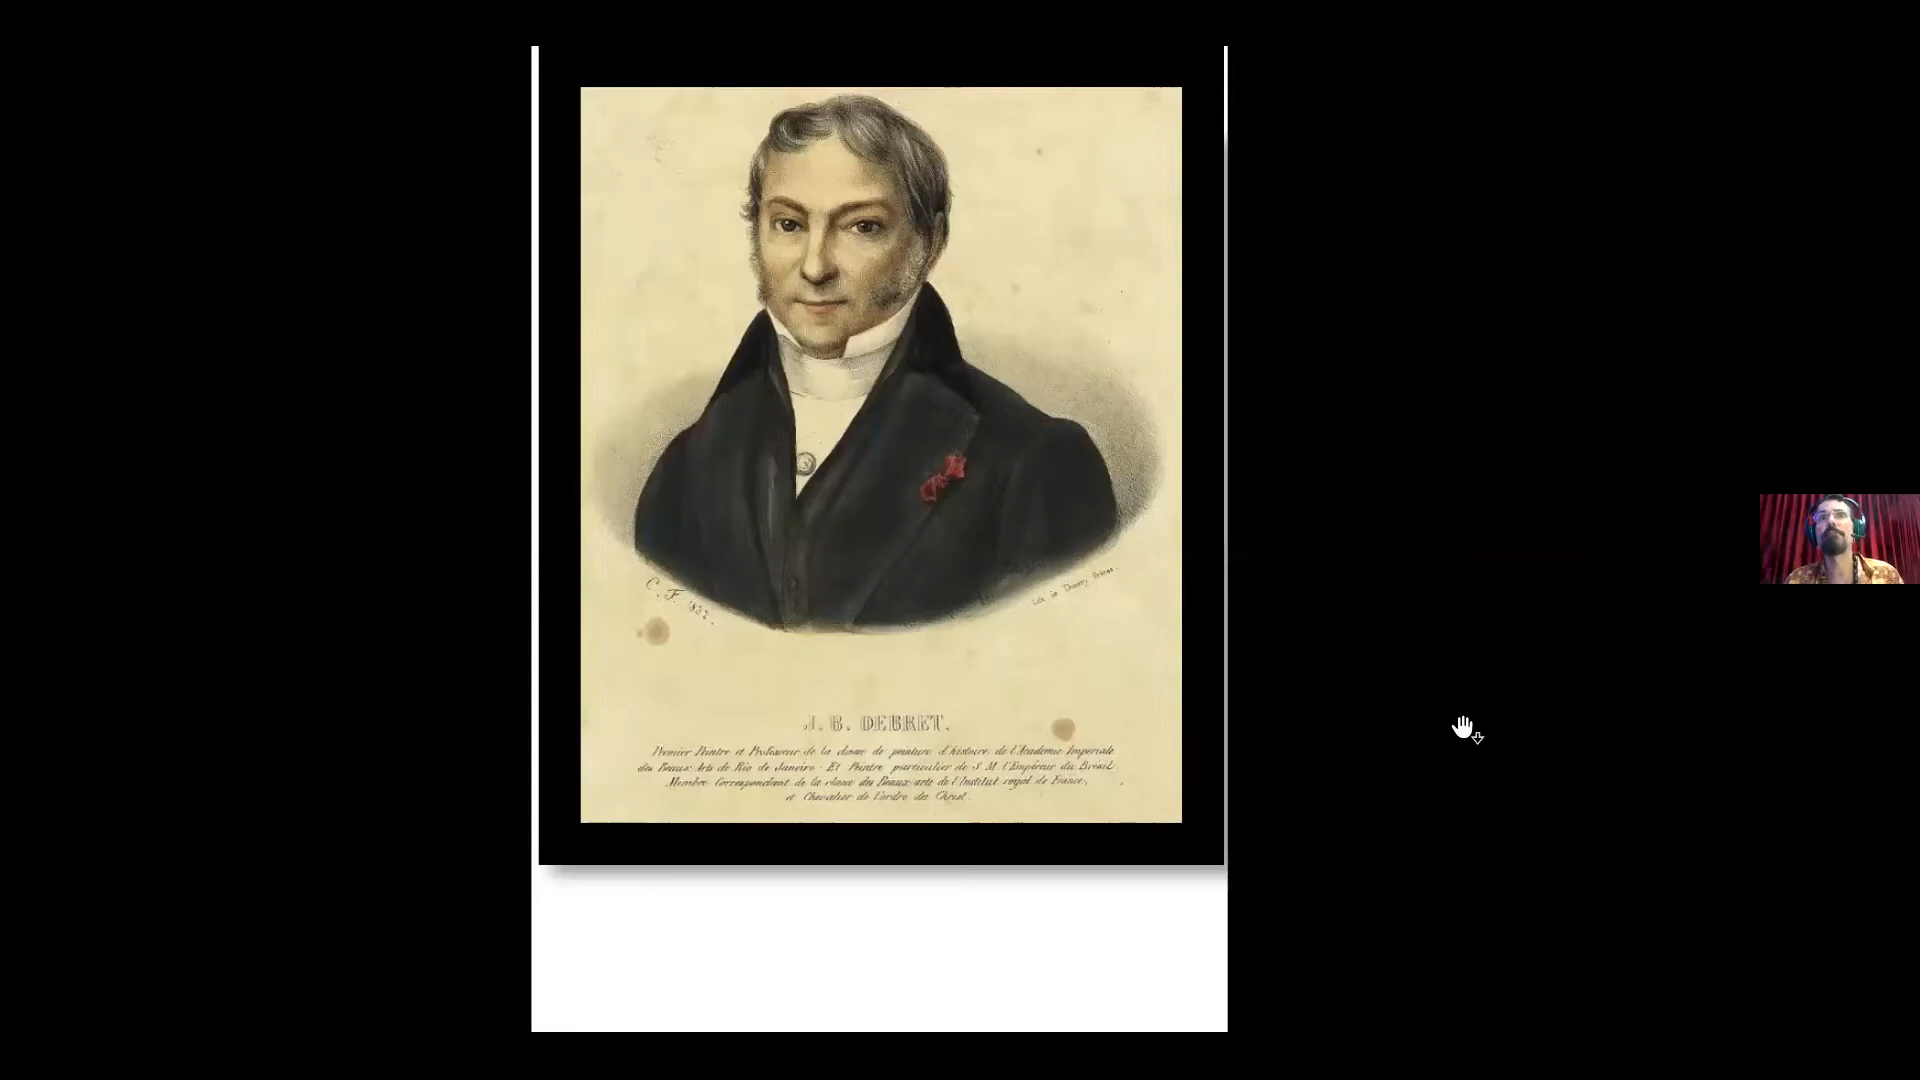 C. F. 1832.
Lith. de Thierry Frères.
J. B. DEBRET.
Premier Peintre et Professeur de la classe de peinture d'histoire de l'Académie Impériale
des Beaux-Arts de Rio de Janeiro. Et Peintre particulier de S. M. l'Empéreur du Brésil.
Membre Correspondant de la classe des Beaux-arts de l'Institut royal de France,
et Chevalier de l'ordre du Christ.